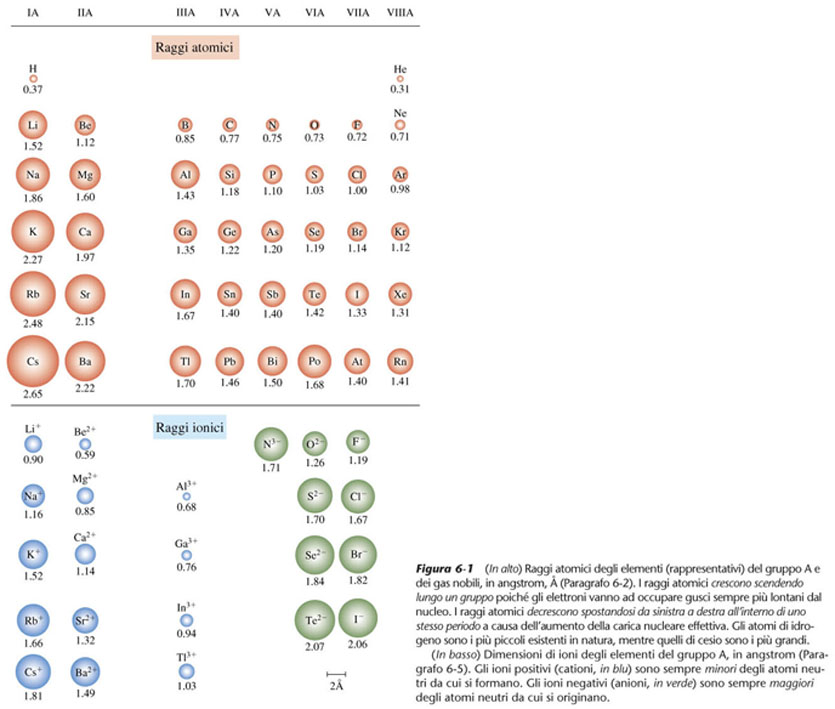 IA IIA IIIA IVA VA VIA VIIA VIIIA
Raggi atomici
H He
0.37 0.31
Li Be B C N O F Ne
1.52 1.12 0.85 0.77 0.75 0.73 0.72 0.71
Na Mg Al Si P S Cl Ar
1.86 1.60 1.43 1.18 1.10 1.03 1.00 0.98
K Ca Ga Ge As Se Br Kr
2.27 1.97 1.35 1.22 1.20 1.19 1.14 1.12
Rb Sr In Sn Sb Te I Xe
2.48 2.15 1.67 1.40 1.40 1.42 1.33 1.31
Cs Ba Tl Pb Bi Po At Rn
2.65 2.22 1.70 1.46 1.50 1.68 1.40 1.41
Raggi ionici
Li⁺ Be²⁺ N³⁻ O²⁻ F⁻
0.90 0.59 1.71 1.26 1.19
Na⁺ Mg²⁺ Al³⁺ S²⁻ Cl⁻
1.16 0.85 0.68 1.70 1.67
K⁺ Ca²⁺ Ga³⁺ Se²⁻ Br⁻
1.52 1.14 0.76 1.84 1.82
Rb⁺ Sr²⁺ In³⁺ Te²⁻ I⁻
1.66 1.32 0.94 2.07 2.06
Cs⁺ Ba²⁺ Tl³⁺
1.81 1.49 1.03
2Å
Figura 6-1 (In alto) Raggi atomici degli elementi (rappresentativi) del gruppo A e
dei gas nobili, in angstrom, Å (Paragrafo 6-2). I raggi atomici crescono scendendo
lungo un gruppo poiché gli elettroni vanno ad occupare gusci sempre più lontani dal
nucleo. I raggi atomici decrescono spostandosi da sinistra a destra all'interno di uno
stesso periodo a causa dell'aumento della carica nucleare effettiva. Gli atomi di idro-
geno sono i più piccoli esistenti in natura, mentre quelli di cesio sono i più grandi.
(In basso) Dimensioni di ioni degli elementi del gruppo A, in angstrom (Para-
grafo 6-5). Gli ioni positivi (cationi, in blu) sono sempre minori degli atomi neu-
tri da cui si formano. Gli ioni negativi (anioni, in verde) sono sempre maggiori
degli atomi neutri da cui si originano.